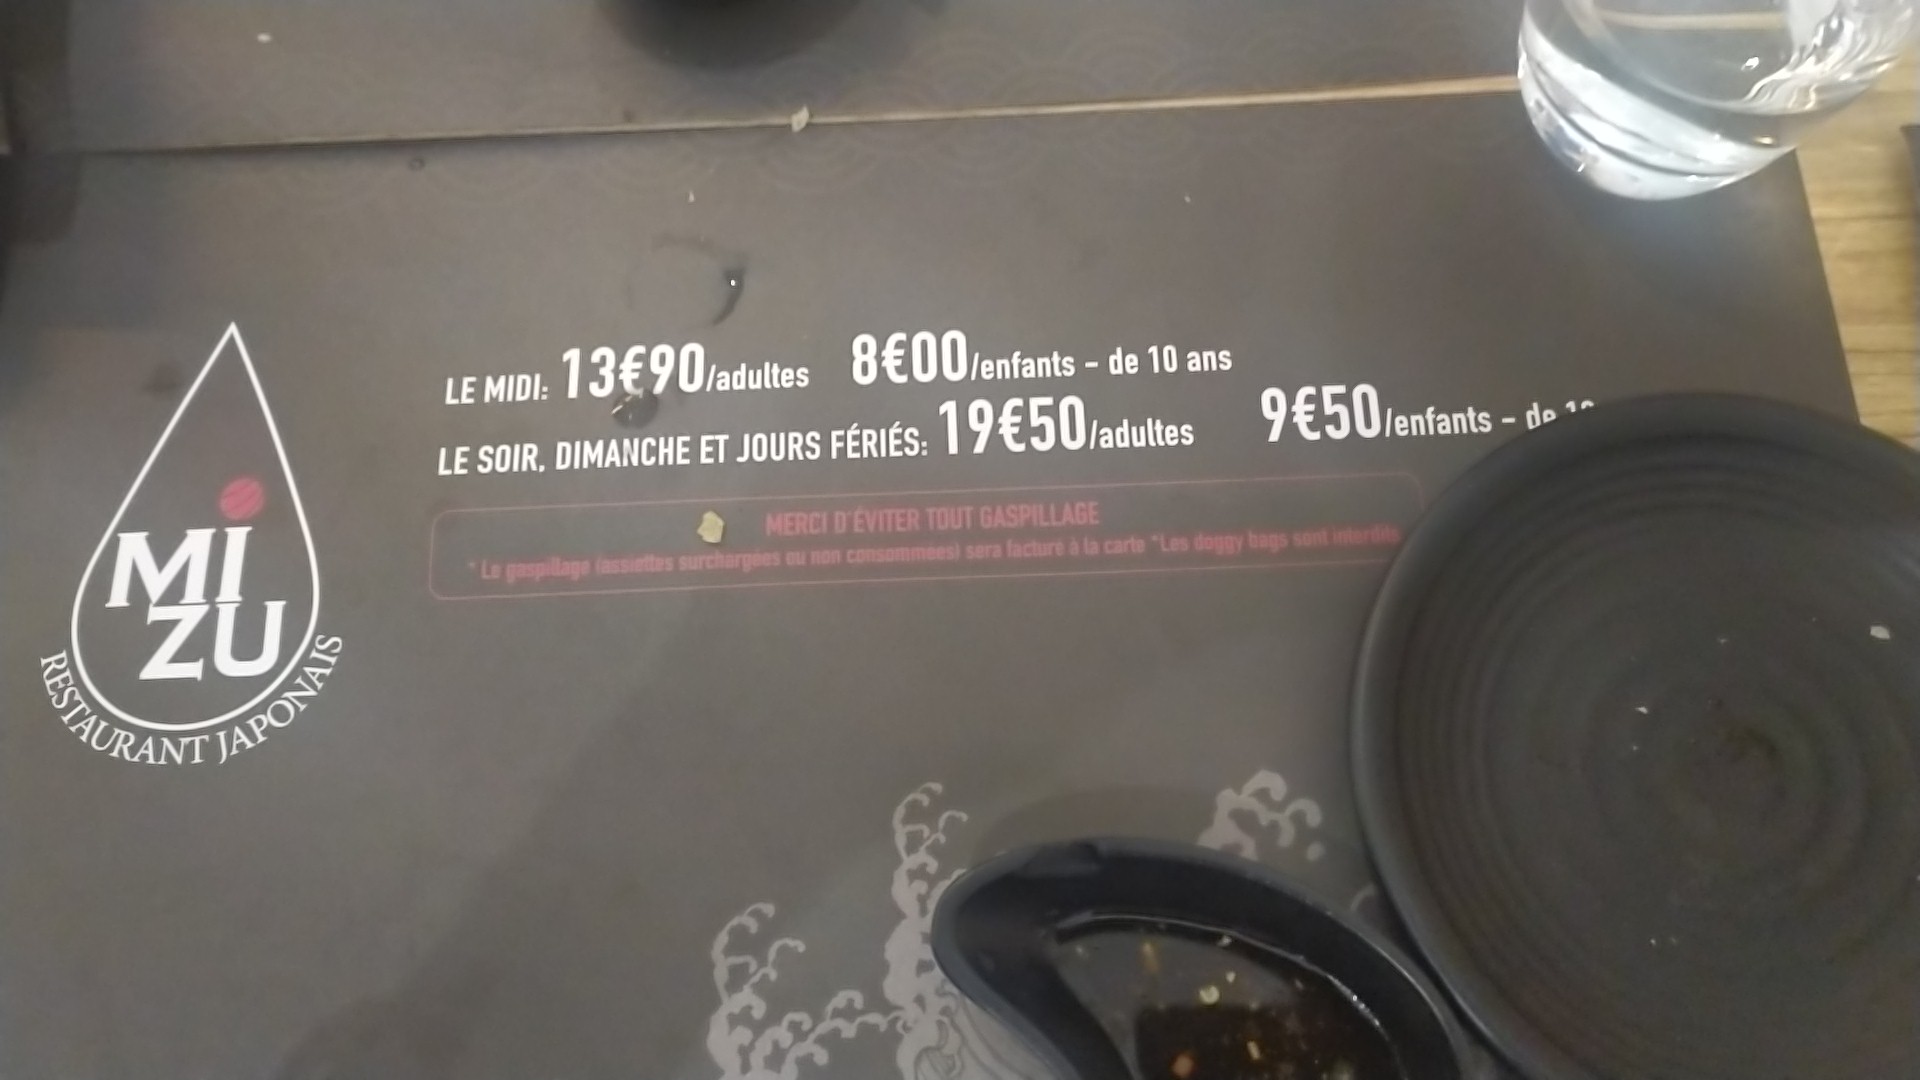 LE MIDI: 13€90/adultes 8€00/enfants - de 10 ans
LE SOIR, DIMANCHE ET JOURS FÉRIÉS: 19€50/adultes 9€50/enfants - de
MERCI D'ÉVITER TOUT GASPILLAGE
* Le gaspillage (assiettes surchargées ou non consommées) sera facturé à la carte *Les doggy bags sont interdits
MI
ZU
RESTAURANT JAPONAIS